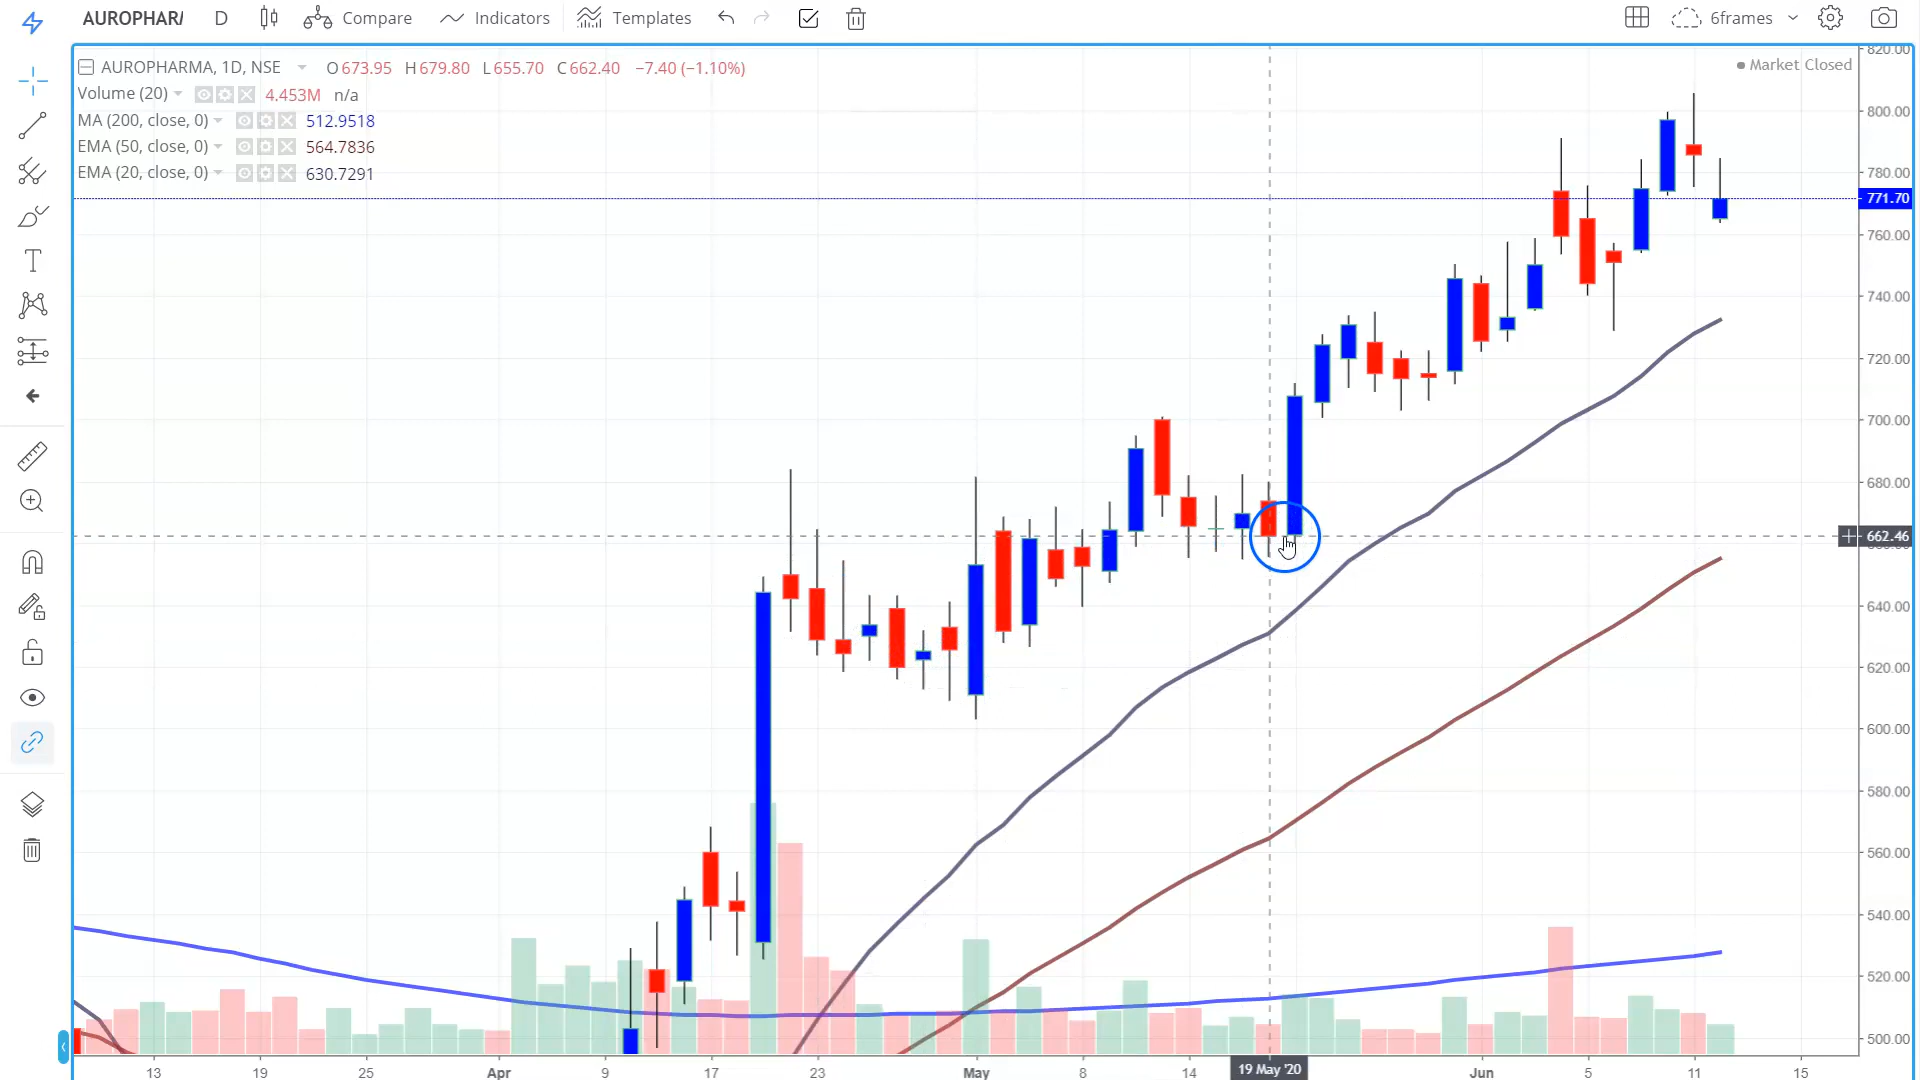 AUROPHAR/ D Compare Indicators Templates 6frames
AUROPHARMA, 1D, NSE O673.95 H679.80 L655.70 C662.40 −7.40 (−1.10%)
Market Closed
Volume (20) 4.453M n/a
MA (200, close, 0) 512.9518
EMA (50, close, 0) 564.7836
EMA (20, close, 0) 630.7291
820.00
800.00
780.00
771.70
760.00
740.00
720.00
700.00
680.00
662.46
640.00
620.00
600.00
580.00
560.00
540.00
520.00
500.00
13 19 25 Apr 9 17 23 May 8 14 19 May '20 Jun 5 11 15